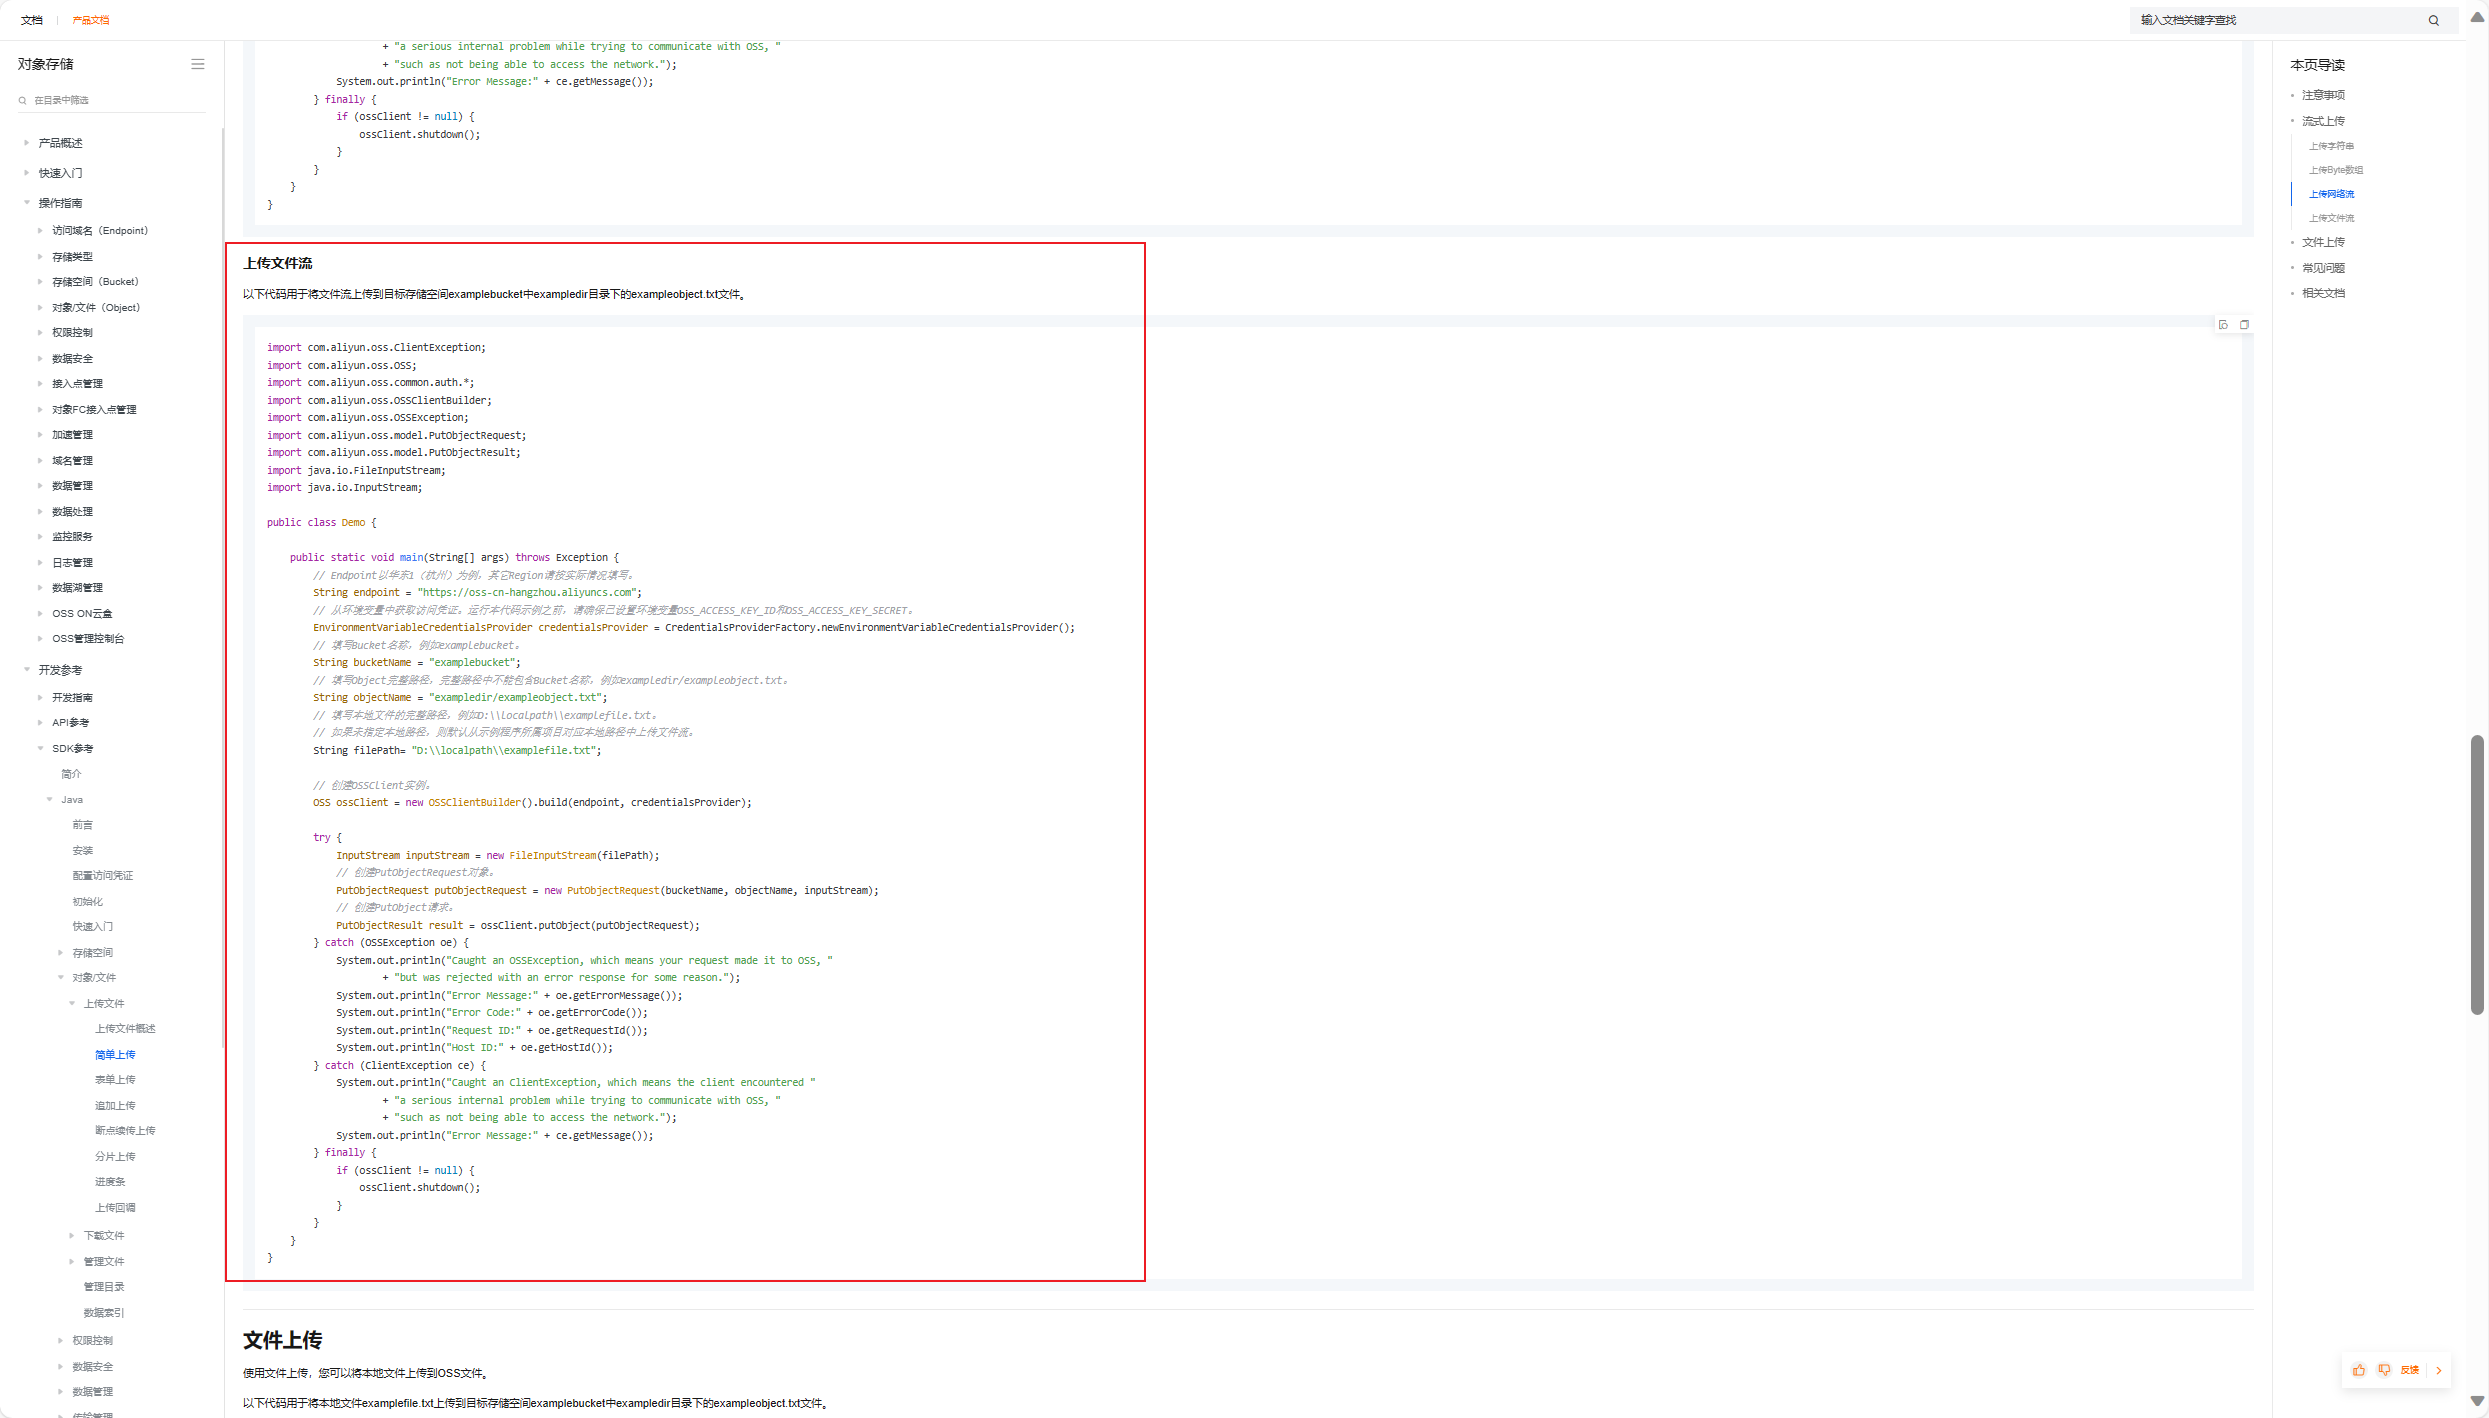 文档
产品文档
输入文档关键字查找
对象存储
在目录中筛选
产品概述
快速入门
操作指南
访问域名（Endpoint）
存储类型
存储空间（Bucket）
对象/文件（Object）
权限控制
数据安全
接入点管理
对象FC接入点管理
加速管理
域名管理
数据管理
数据处理
监控服务
日志管理
数据湖管理
OSS ON云盒
OSS管理控制台
开发参考
开发指南
API参考
SDK参考
简介
Java
前言
安装
配置访问凭证
初始化
快速入门
存储空间
对象/文件
上传文件
上传文件概述
简单上传
表单上传
追加上传
断点续传上传
分片上传
进度条
上传回调
下载文件
管理文件
管理目录
数据索引
权限控制
数据安全
数据管理
传输管理
+ "a serious internal problem while trying to communicate with OSS, "
+ "such as not being able to access the network.");
System.out.println("Error Message:" + ce.getMessage());
} finally {
if (ossClient != null) {
ossClient.shutdown();
}
}
}
}
上传文件流
以下代码用于将文件流上传到目标存储空间examplebucket中exampledir目录下的exampleobject.txt文件。
import com.aliyun.oss.ClientException;
import com.aliyun.oss.OSS;
import com.aliyun.oss.common.auth.*;
import com.aliyun.oss.OSSClientBuilder;
import com.aliyun.oss.OSSException;
import com.aliyun.oss.model.PutObjectRequest;
import com.aliyun.oss.model.PutObjectResult;
import java.io.FileInputStream;
import java.io.InputStream;
public class Demo {
public static void main(String[] args) throws Exception {
// Endpoint以华东1（杭州）为例，其它Region请按实际情况填写。
String endpoint = "https://oss-cn-hangzhou.aliyuncs.com";
// 从环境变量中获取访问凭证。运行本代码示例之前，请确保已设置环境变量OSS_ACCESS_KEY_ID和OSS_ACCESS_KEY_SECRET。
EnvironmentVariableCredentialsProvider credentialsProvider = CredentialsProviderFactory.newEnvironmentVariableCredentialsProvider();
// 填写Bucket名称，例如examplebucket。
String bucketName = "examplebucket";
// 填写Object完整路径，完整路径中不能包含Bucket名称，例如exampledir/exampleobject.txt。
String objectName = "exampledir/exampleobject.txt";
// 填写本地文件的完整路径，例如D:\\localpath\\examplefile.txt。
// 如果未指定本地路径，则默认从示例程序所属项目对应本地路径中上传文件流。
String filePath= "D:\\localpath\\examplefile.txt";
// 创建OSSClient实例。
OSS ossClient = new OSSClientBuilder().build(endpoint, credentialsProvider);
try {
InputStream inputStream = new FileInputStream(filePath);
// 创建PutObjectRequest对象。
PutObjectRequest putObjectRequest = new PutObjectRequest(bucketName, objectName, inputStream);
// 创建PutObject请求。
PutObjectResult result = ossClient.putObject(putObjectRequest);
} catch (OSSException oe) {
System.out.println("Caught an OSSException, which means your request made it to OSS, "
+ "but was rejected with an error response for some reason.");
System.out.println("Error Message:" + oe.getErrorMessage());
System.out.println("Error Code:" + oe.getErrorCode());
System.out.println("Request ID:" + oe.getRequestId());
System.out.println("Host ID:" + oe.getHostId());
} catch (ClientException ce) {
System.out.println("Caught an ClientException, which means the client encountered "
+ "a serious internal problem while trying to communicate with OSS, "
+ "such as not being able to access the network.");
System.out.println("Error Message:" + ce.getMessage());
} finally {
if (ossClient != null) {
ossClient.shutdown();
}
}
}
}
文件上传
使用文件上传，您可以将本地文件上传到OSS文件。
以下代码用于将本地文件examplefile.txt上传到目标存储空间examplebucket中exampledir目录下的exampleobject.txt文件。
本页导读
注意事项
流式上传
上传字符串
上传Byte数组
上传网络流
上传文件流
文件上传
常见问题
相关文档
反馈